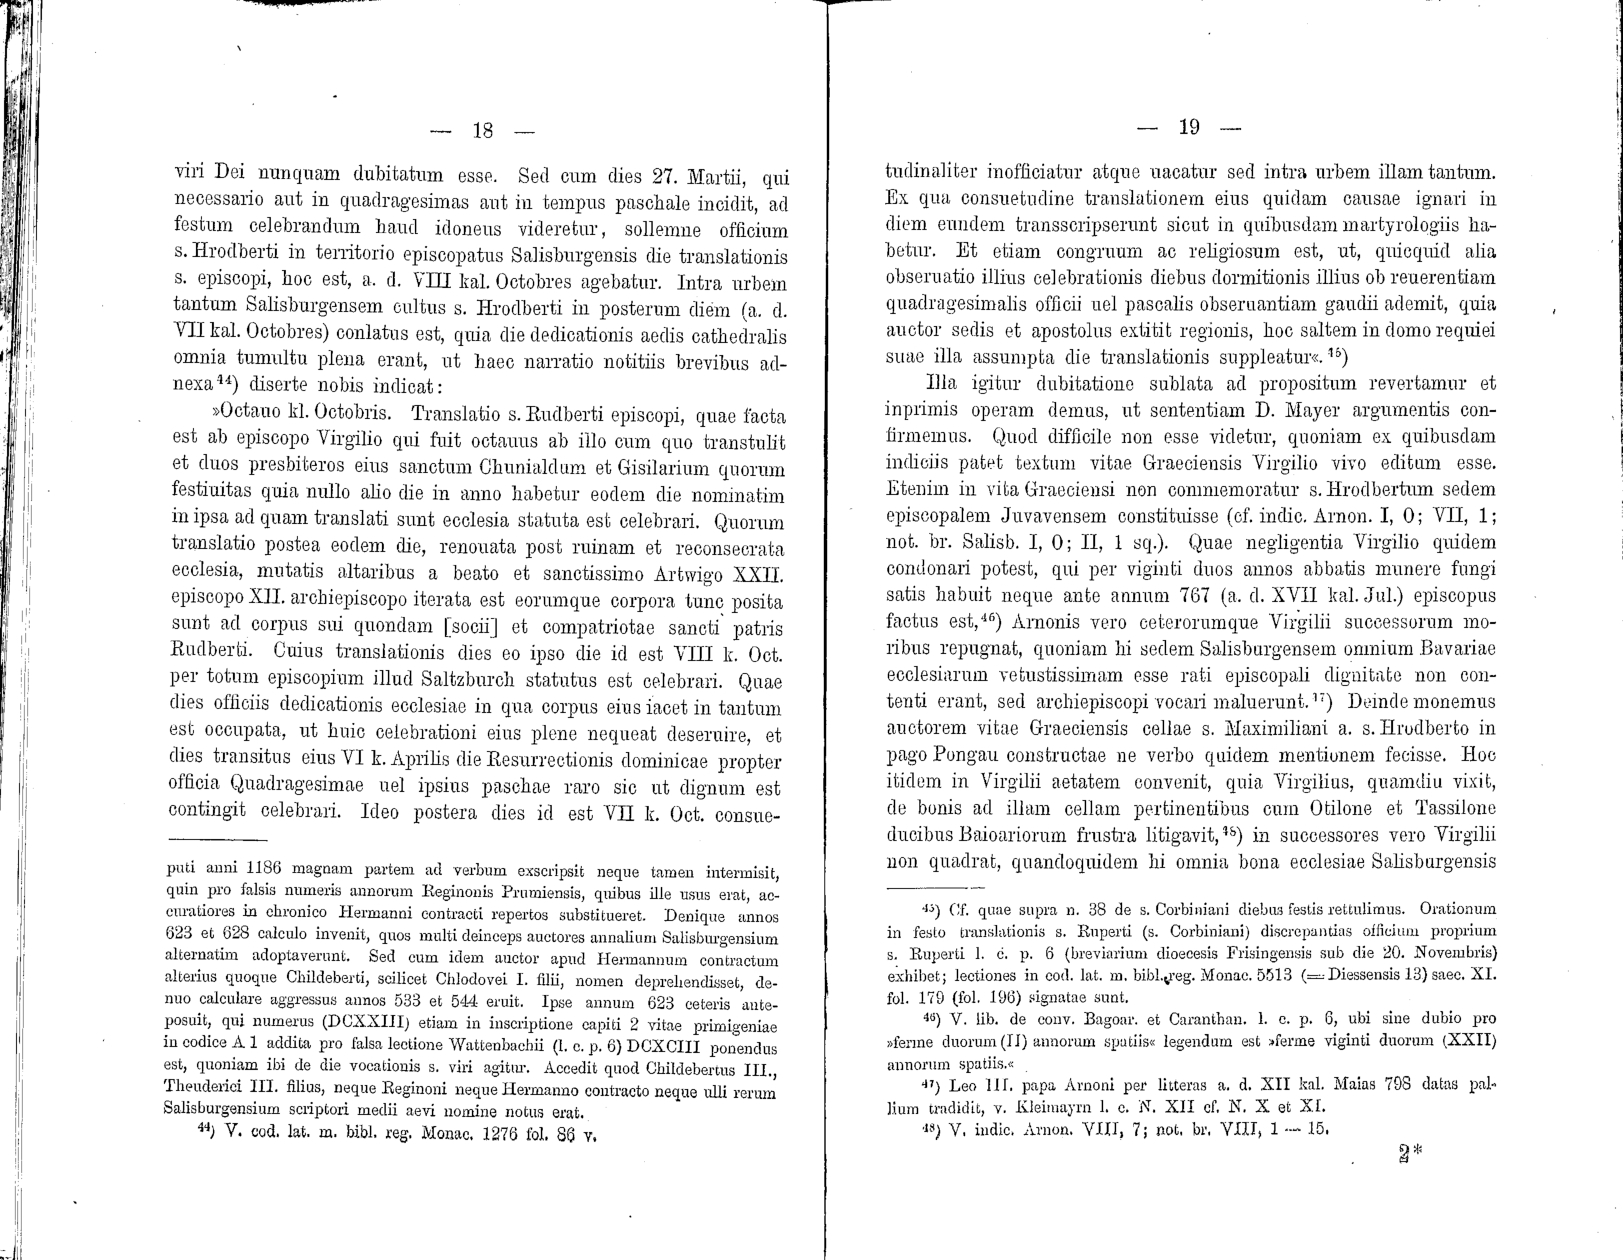 — 18 —
viri Dei nunquam dubitatum esse. Sed cum dies 27. Martii, qui
necessario aut in quadragesimas aut in tempus paschale incidit, ad
festum celebrandum haud idoneus videretur, sollemne officium
s. Hrodberti in territorio episcopatus Salisburgensis die translationis
s. episcopi, hoc est, a. d. VIII kal. Octobres agebatur. Intra urbem
tantum Salisburgensem cultus s. Hrodberti in posterum diem (a. d.
VII kal. Octobres) conlatus est, quia die dedicationis aedis cathedralis
omnia tumultu plena erant, ut haec narratio notitiis brevibus ad-
nexa⁴⁴) diserte nobis indicat:
»Octauo kl. Octobris. Translatio s. Rudberti episcopi, quae facta
est ab episcopo Virgilio qui fuit octauus ab illo cum quo transtulit
et duos presbiteros eius sanctum Chunialdum et Gisilarium quorum
festiuitas quia nullo alio die in anno habetur eodem die nominatim
in ipsa ad quam translati sunt ecclesia statuta est celebrari. Quorum
translatio postea eodem die, renouata post ruinam et reconsecrata
ecclesia, mutatis altaribus a beato et sanctissimo Artwigo XXII.
episcopo XII. archiepiscopo iterata est eorumque corpora tunc posita
sunt ad corpus sui quondam [socii] et compatriotae sancti patris
Rudberti. Cuius translationis dies eo ipso die id est VIII k. Oct.
per totum episcopium illud Saltzburch statutus est celebrari. Quae
dies officiis dedicationis ecclesiae in qua corpus eius iacet in tantum
est occupata, ut huic celebrationi eius plene nequeat deseruire, et
dies transitus eius VI k. Aprilis die Resurrectionis dominicae propter
officia Quadragesimae uel ipsius paschae raro sic ut dignum est
contingit celebrari. Ideo postera dies id est VII k. Oct. consue-
puti anni 1186 magnam partem ad verbum exscripsit neque tamen intermisit,
quin pro falsis numeris annorum Reginonis Prumiensis, quibus ille usus erat, ac-
curatiores in chronico Hermanni contracti repertos substitueret. Denique annos
623 et 628 calculo invenit, quos multi deinceps auctores annalium Salisburgensium
alternatim adoptaverunt. Sed cum idem auctor apud Hermannum contractum
alterius quoque Childeberti, scilicet Chlodovei I. filii, nomen deprehendisset, de-
nuo calculare aggressus annos 533 et 544 eruit. Ipse annum 623 ceteris ante-
posuit, qui numerus (DCXXIII) etiam in inscriptione capiti 2 vitae primigeniae
in codice A 1 addita pro falsa lectione Wattenbachii (l. c. p. 6) DCXCIII ponendus
est, quoniam ibi de die vocationis s. viri agitur. Accedit quod Childebertus III.,
Theuderici III. filius, neque Reginoni neque Hermanno contracto neque ulli rerum
Salisburgensium scriptori medii aevi nomine notus erat.
⁴⁴) V. cod. lat. m. bibl. reg. Monac. 1276 fol. 86 v.
— 19 —
tudinaliter inofficiatur atque uacatur sed intra urbem illam tantum.
Ex qua consuetudine translationem eius quidam causae ignari in
diem eundem transscripserunt sicut in quibusdam martyrologiis ha-
betur. Et etiam congruum ac religiosum est, ut, quicquid alia
obseruatio illius celebrationis diebus dormitionis illius ob reuerentiam
quadragesimalis officii uel pascalis obseruantiam gaudii ademit, quia
auctor sedis et apostolus extitit regionis, hoc saltem in domo requiei
suae illa assumpta die translationis suppleatur«.⁴⁵)
Illa igitur dubitatione sublata ad propositum revertamur et
inprimis operam demus, ut sententiam D. Mayer argumentis con-
firmemus. Quod difficile non esse videtur, quoniam ex quibusdam
indiciis patet textum vitae Graeciensis Virgilio vivo editum esse.
Etenim in vita Graeciensi non commemoratur s. Hrodbertum sedem
episcopalem Juvavensem constituisse (cf. indic. Arnon. I, 0; VII, 1;
not. br. Salisb. I, 0; II, 1 sq.). Quae negligentia Virgilio quidem
condonari potest, qui per viginti duos annos abbatis munere fungi
satis habuit neque ante annum 767 (a. d. XVII kal. Jul.) episcopus
factus est,⁴⁶) Arnonis vero ceterorumque Virgilii successorum mo-
ribus repugnat, quoniam hi sedem Salisburgensem omnium Bavariae
ecclesiarum vetustissimam esse rati episcopali dignitate non con-
tenti erant, sed archiepiscopi vocari maluerunt.⁴⁷) Deinde monemus
auctorem vitae Graeciensis cellae s. Maximiliani a. s. Hrodberto in
pago Pongau constructae ne verbo quidem mentionem fecisse. Hoc
itidem in Virgilii aetatem convenit, quia Virgilius, quamdiu vixit,
de bonis ad illam cellam pertinentibus cum Otilone et Tassilone
ducibus Baioariorum frustra litigavit,⁴⁸) in successores vero Virgilii
non quadrat, quandoquidem hi omnia bona ecclesiae Salisburgensis
⁴⁵) Cf. quae supra n. 38 de s. Corbiniani diebus festis rettulimus. Orationum
in festo translationis s. Ruperti (s. Corbiniani) discrepantias officium proprium
s. Ruperti l. c. p. 6 (breviarium dioecesis Frisingensis sub die 20. Novembris)
exhibet; lectiones in cod. lat. m. bibl. reg. Monac. 5513 (= Diessensis 13) saec. XI.
fol. 179 (fol. 196) signatae sunt.
⁴⁶) V. lib. de conv. Bagoar. et Caranthan. l. c. p. 6, ubi sine dubio pro
»ferme duorum (II) annorum spatiis« legendum est »ferme viginti duorum (XXII)
annorum spatiis.«
⁴⁷) Leo III. papa Arnoni per litteras a. d. XII kal. Maias 798 datas pal-
lium tradidit, v. Kleimayrn l. c. N. XII cf. N. X et XI.
⁴⁸) V. indic. Arnon. VIII, 7; not. br. VIII, 1 — 15.
2*